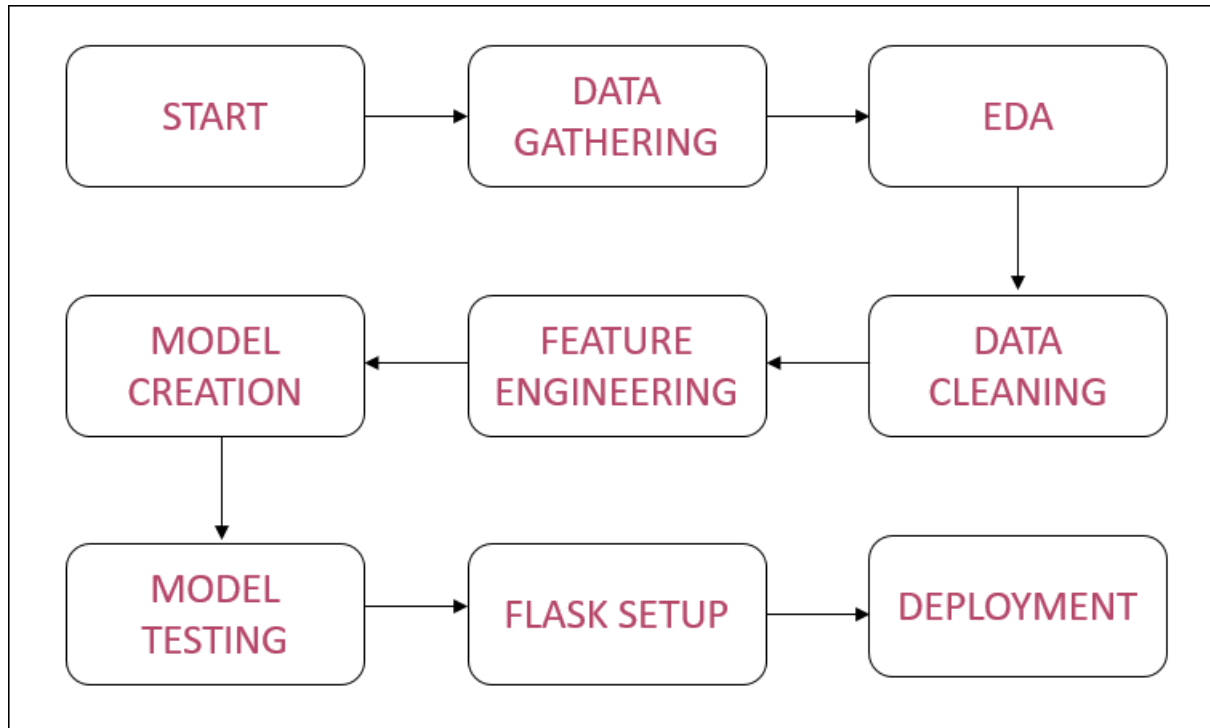 START
DATA
GATHERING
EDA
DATA
CLEANING
FEATURE
ENGINEERING
MODEL
CREATION
MODEL
TESTING
FLASK SETUP
DEPLOYMENT